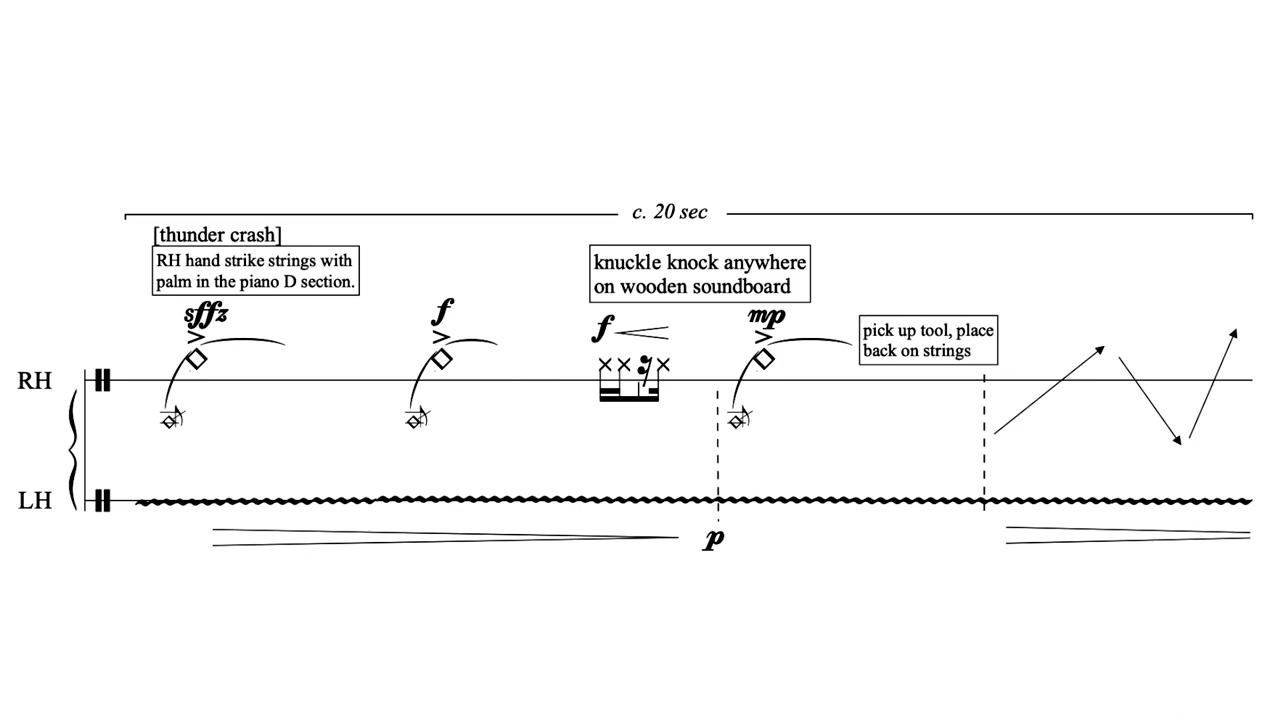 c. 20 sec
[thunder crash]
RH hand strike strings with
palm in the piano D section.
knuckle knock anywhere
on wooden soundboard
sffz
f
f
mp
pick up tool, place
back on strings
RH
LH
p